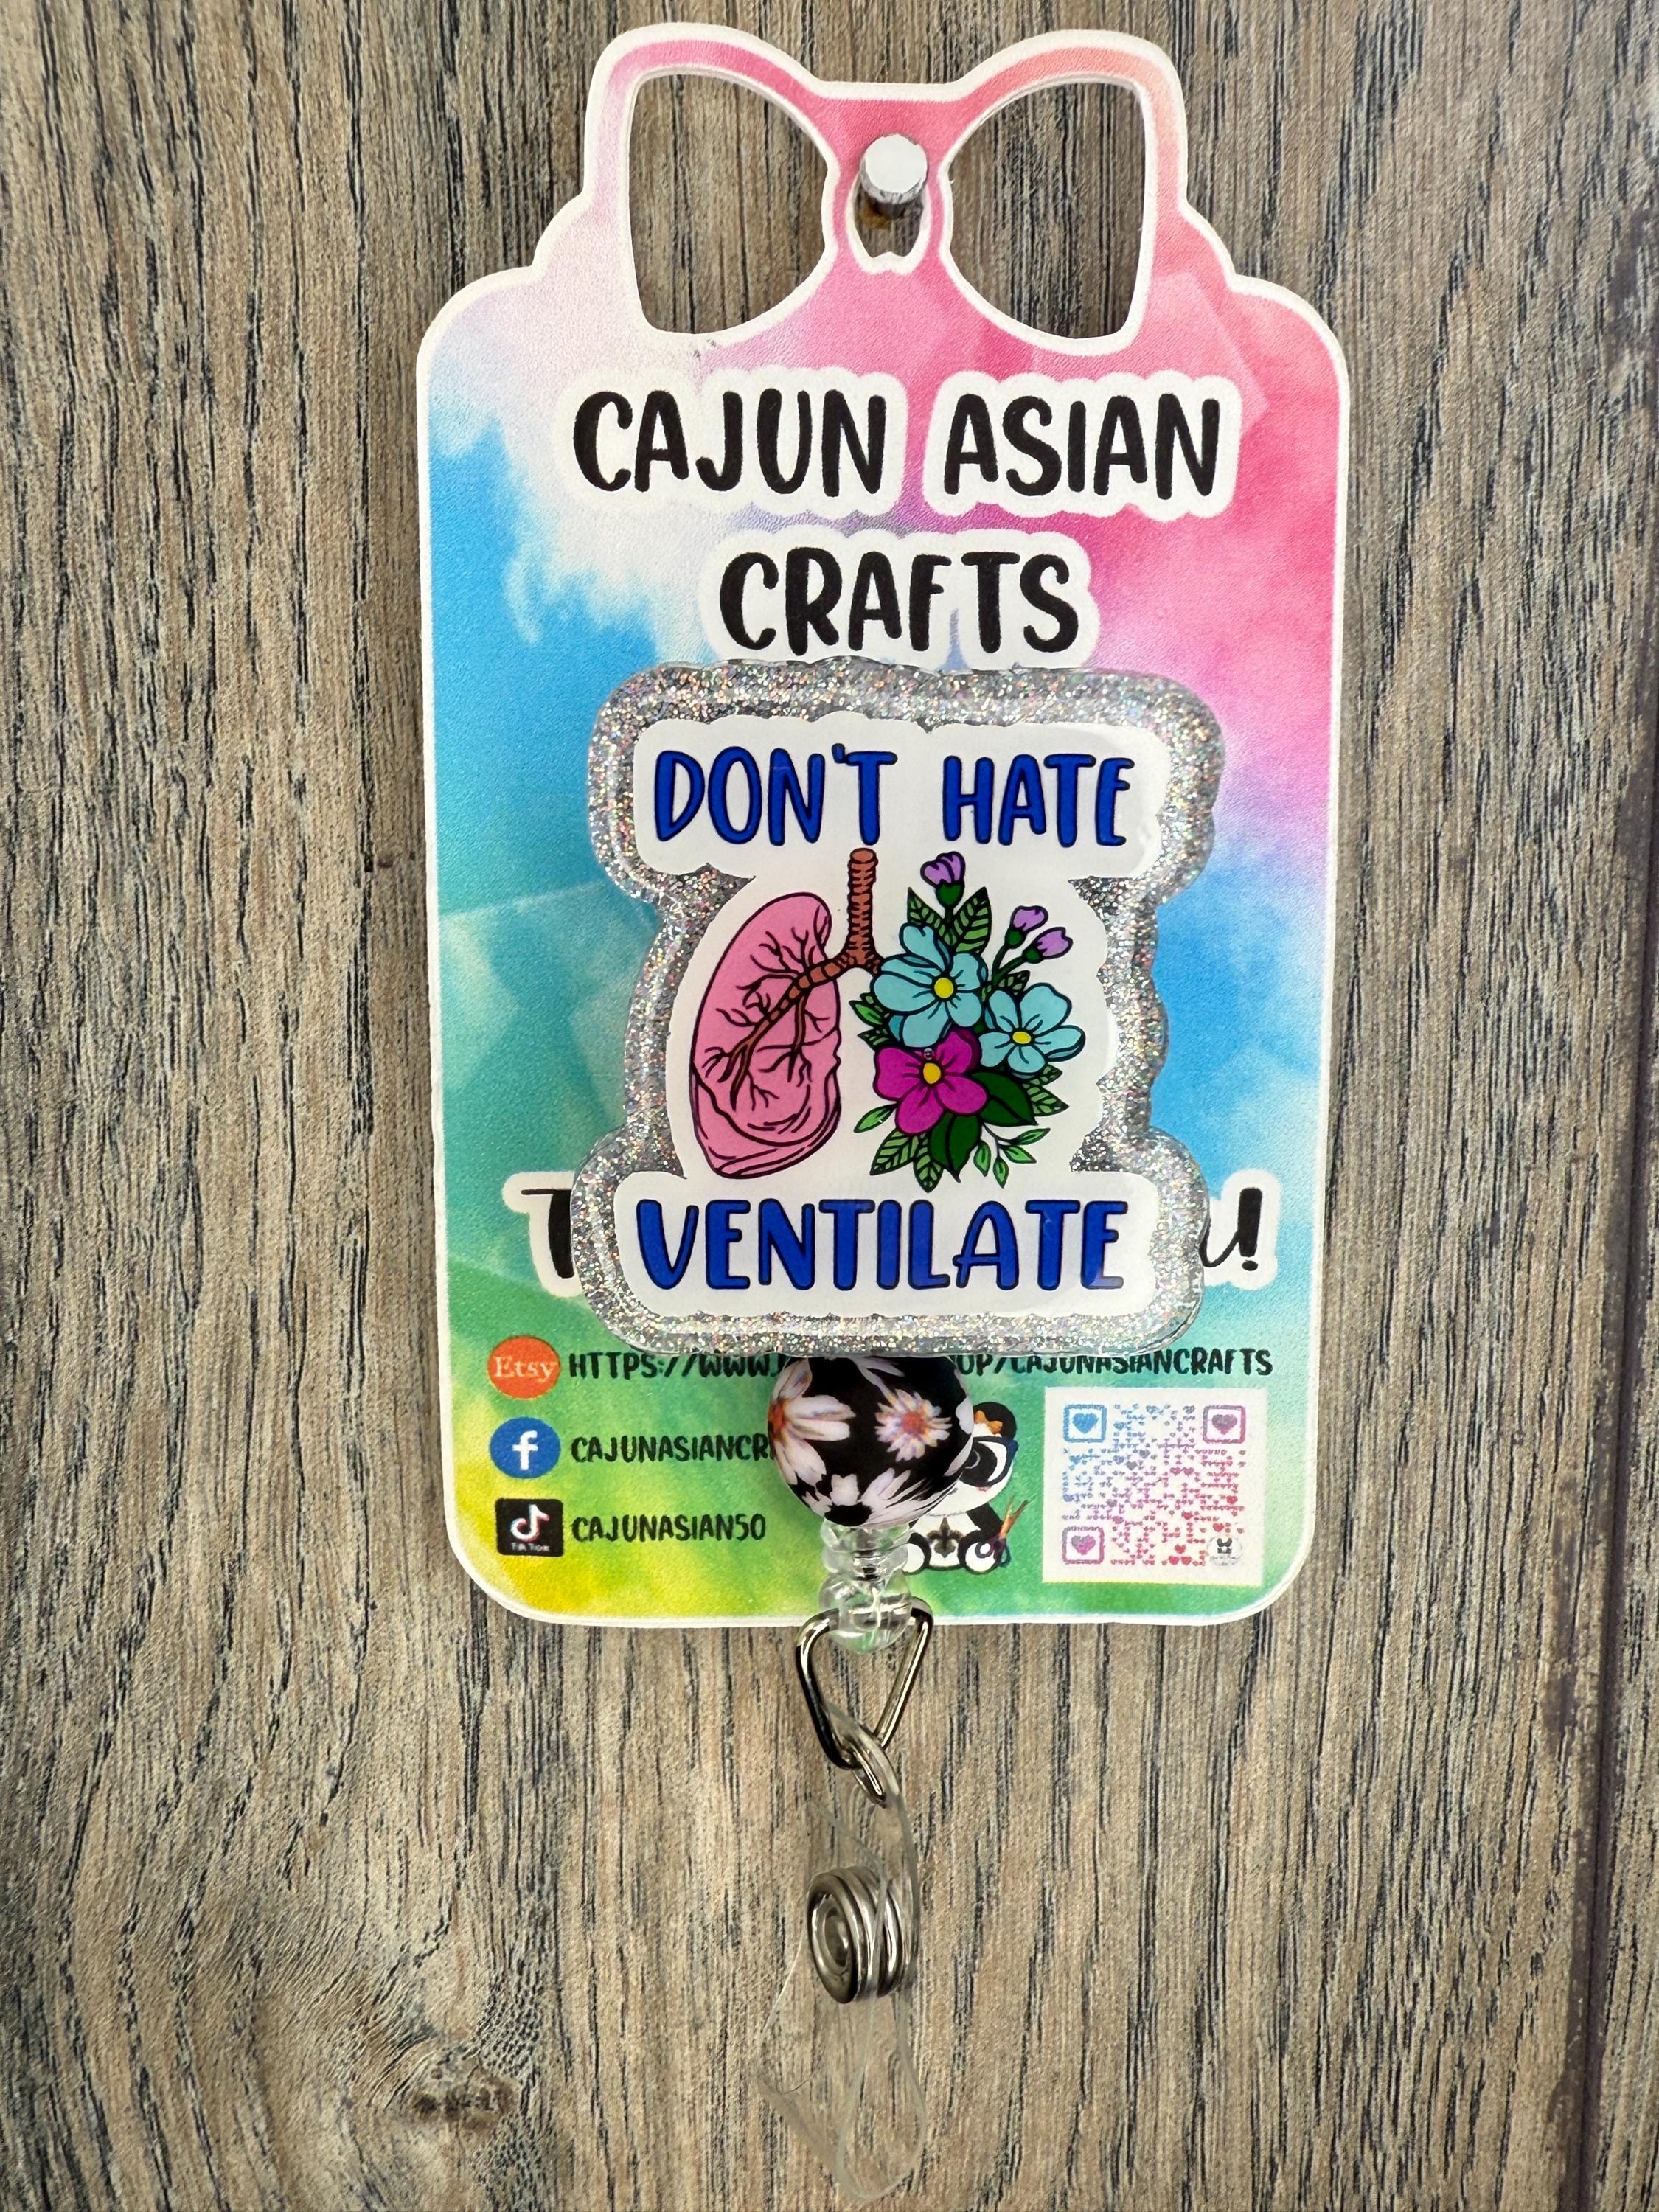 CAJUN ASIAN
CRAFTS
DON'T HATE
VENTILATE
Etsy
CAJUNASIANCRAFTS
f
CAJUNASIAN50